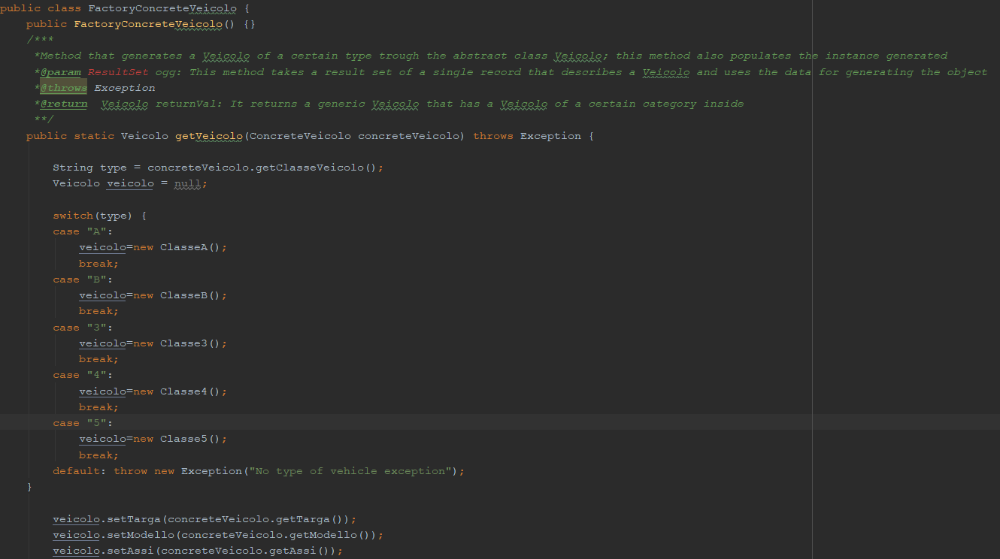 public class FactoryConcreteVeicolo {
public FactoryConcreteVeicolo() {}
/***
*Method that generates a Veicolo of a certain type trough the abstract class Veicolo; this method also populates the instance generated
*@param ResultSet ogg: This method takes a result set of a single record that describes a Veicolo and uses the data for generating the object
*@throws Exception
*@return  Veicolo returnVal: It returns a generic Veicolo that has a Veicolo of a certain category inside
**/
public static Veicolo getVeicolo(ConcreteVeicolo concreteVeicolo) throws Exception {
String type = concreteVeicolo.getClasseVeicolo();
Veicolo veicolo = null;
switch(type) {
case "A":
veicolo=new ClasseA();
break;
case "B":
veicolo=new ClasseB();
break;
case "3":
veicolo=new Classe3();
break;
case "4":
veicolo=new Classe4();
break;
case "5":
veicolo=new Classe5();
break;
default: throw new Exception("No type of vehicle exception");
}
veicolo.setTarga(concreteVeicolo.getTarga());
veicolo.setModello(concreteVeicolo.getModello());
veicolo.setAssi(concreteVeicolo.getAssi());